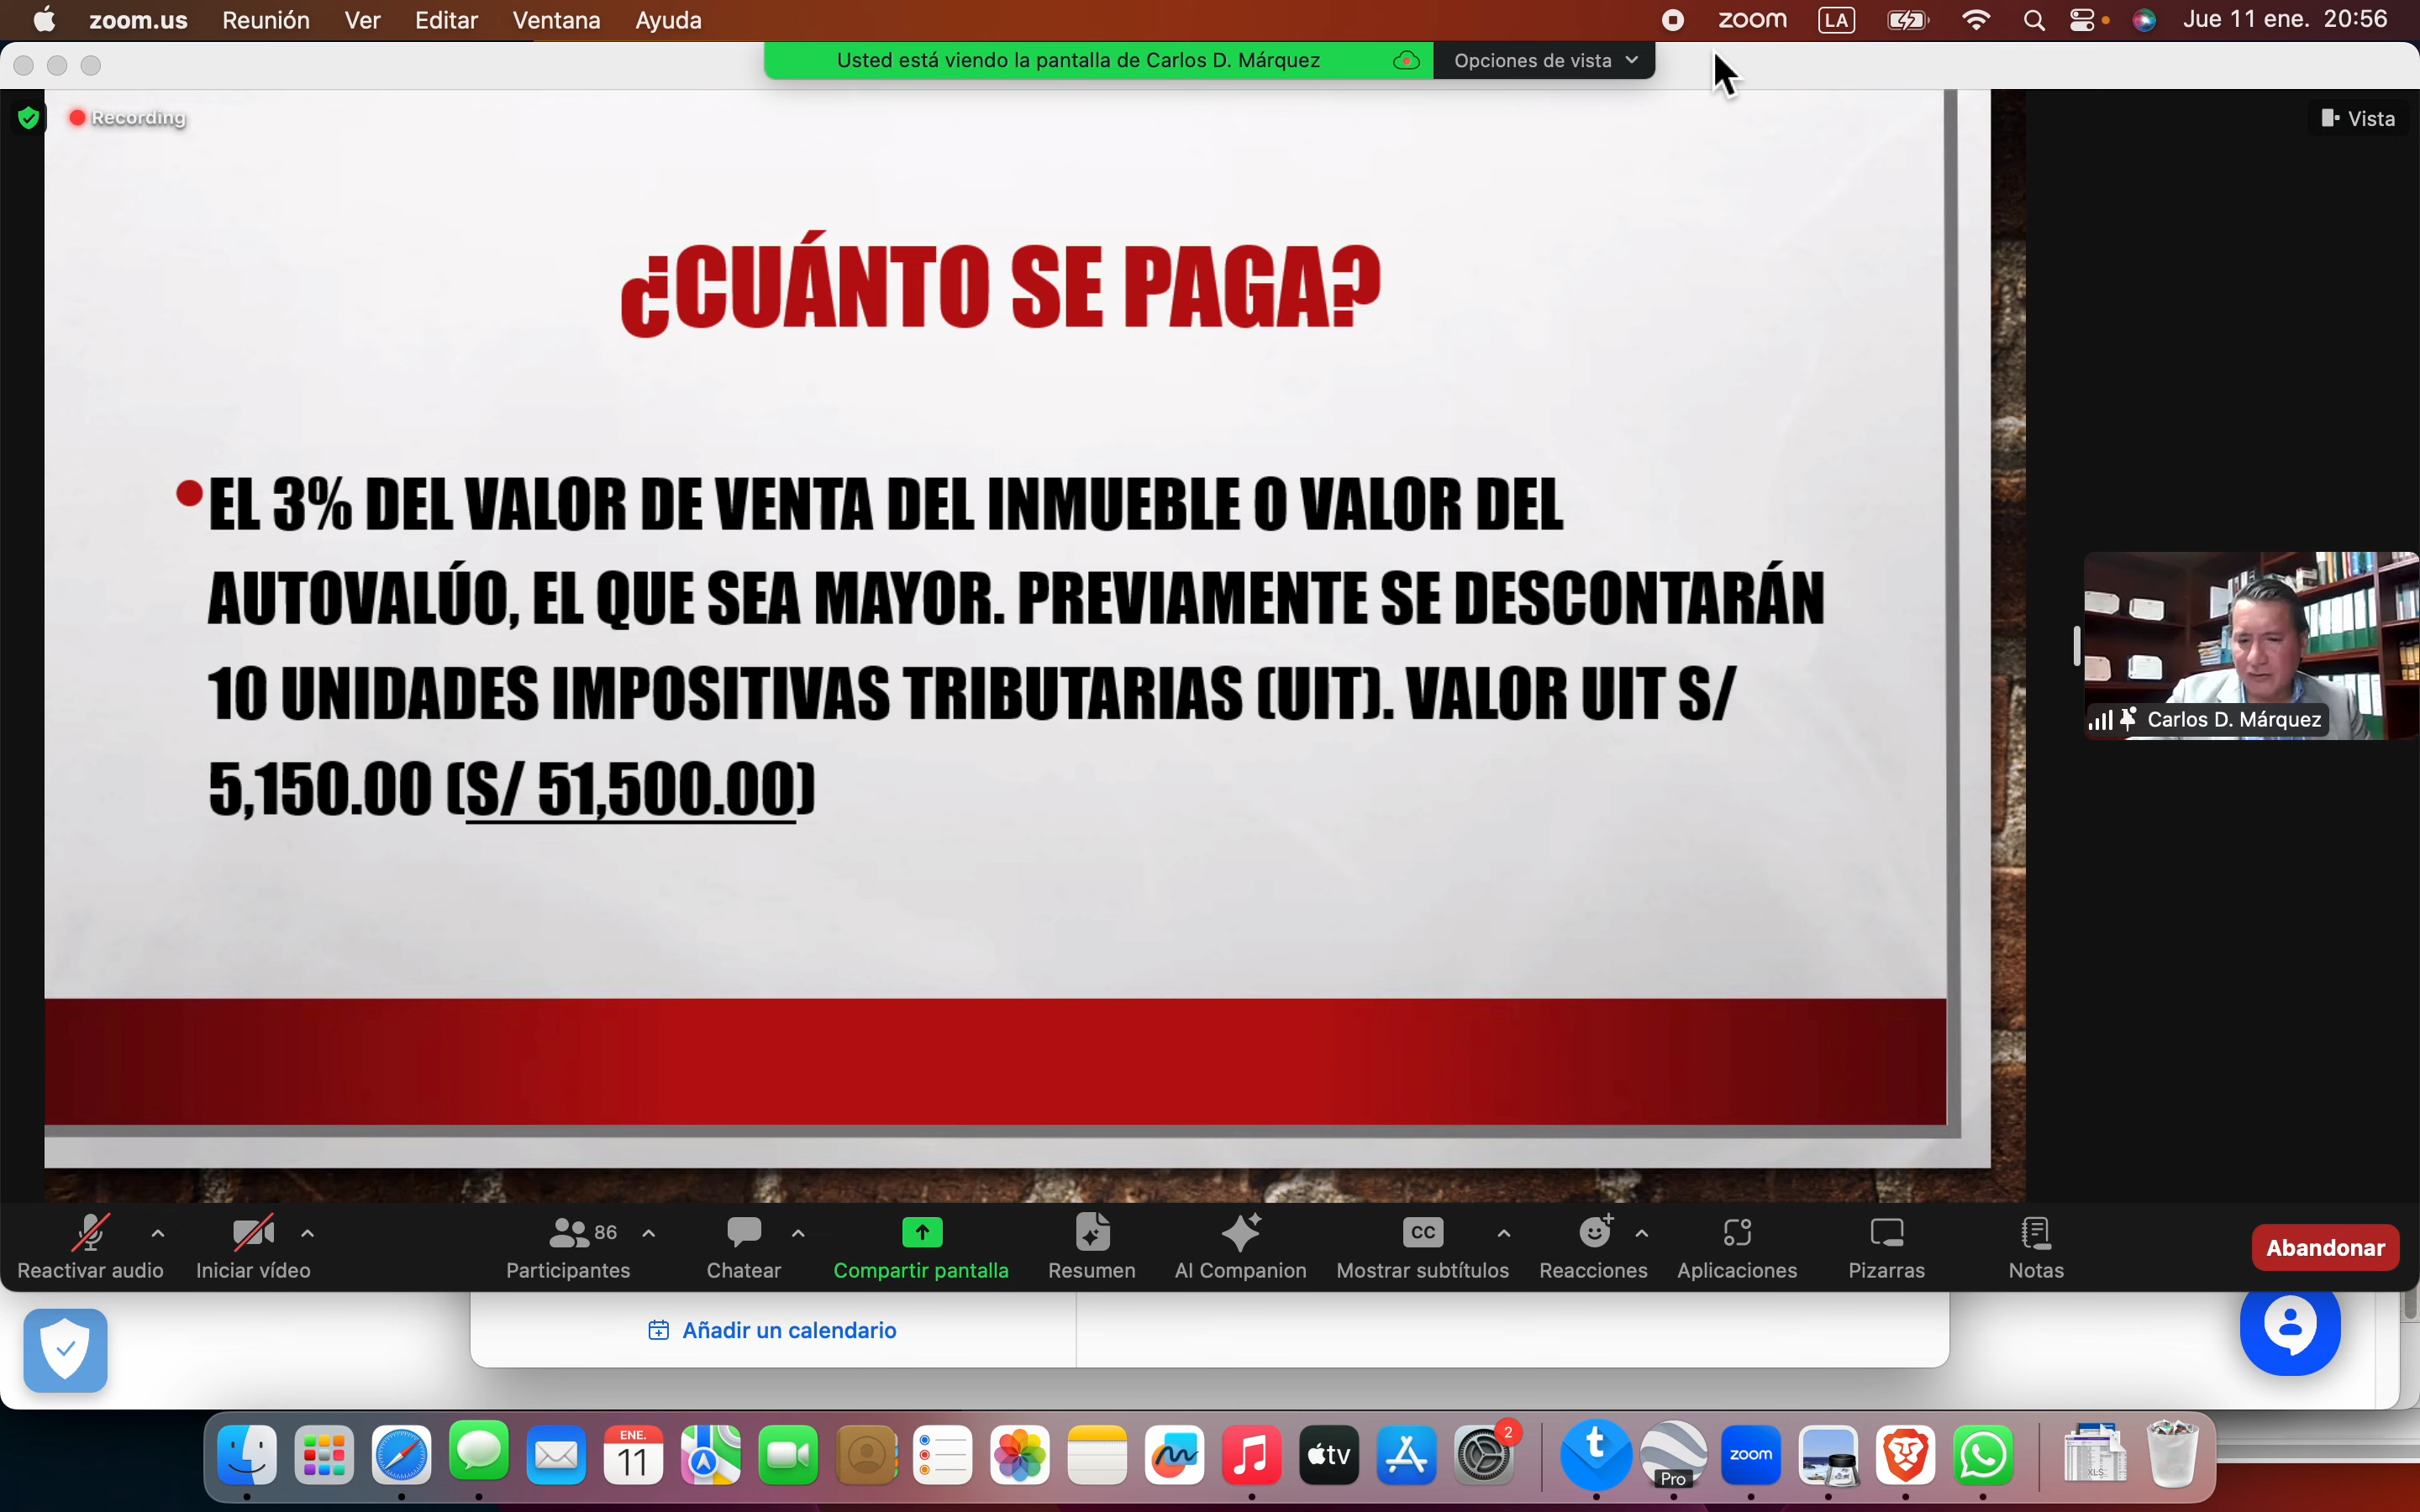 zoom.us Reunión Ver Editar Ventana Ayuda zoom LA Jue 11 ene. 20:56
Usted está viendo la pantalla de Carlos D. Márquez Opciones de vista
Recording
Vista
¿CUÁNTO SE PAGA?
•EL 3% DEL VALOR DE VENTA DEL INMUEBLE O VALOR DEL
AUTOVALÚO, EL QUE SEA MAYOR. PREVIAMENTE SE DESCONTARÁN
10 UNIDADES IMPOSITIVAS TRIBUTARIAS (UIT). VALOR UIT S/
5,150.00 (S/ 51,500.00)
Carlos D. Márquez
86 CC
Reactivar audio Iniciar vídeo Participantes Chatear Compartir pantalla Resumen AI Companion Mostrar subtítulos Reacciones Aplicaciones Pizarras Notas Abandonar
Añadir un calendario
ENE.
11
tv
2
t
Pro
zoom
XLS